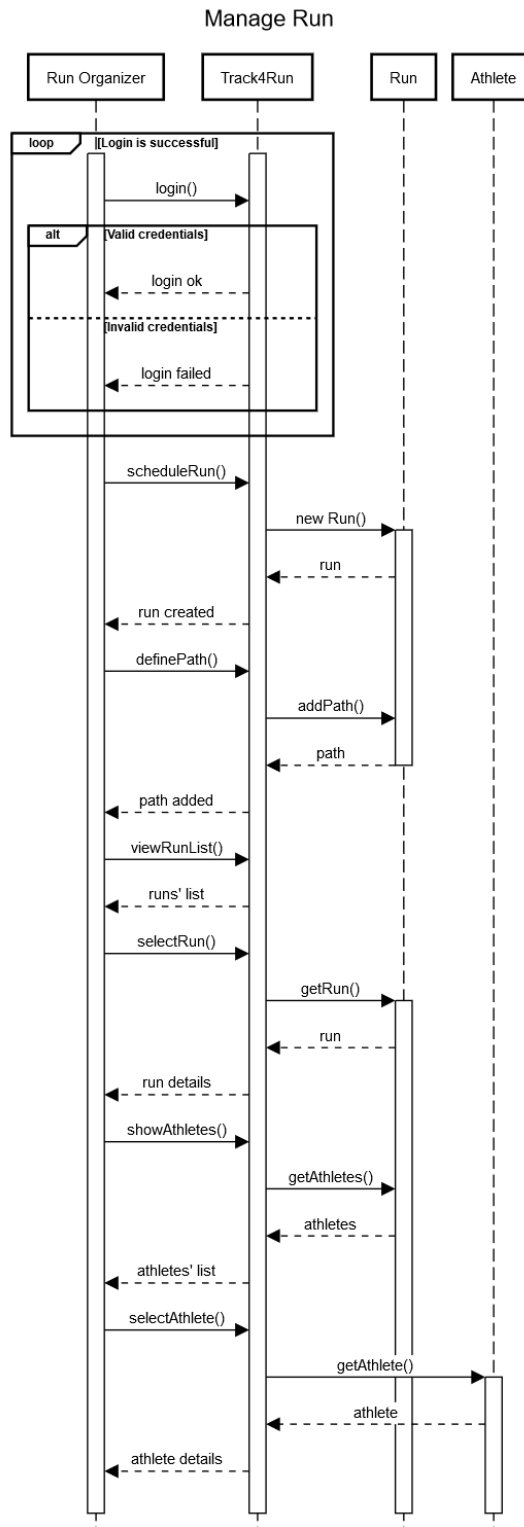 Manage Run
Run Organizer
Track4Run
Run
Athlete
loop
[Login is successful]
login()
alt
[Valid credentials]
login ok
[Invalid credentials]
login failed
scheduleRun()
new Run()
run
run created
definePath()
addPath()
path
path added
viewRunList()
runs' list
selectRun()
getRun()
run
run details
showAthletes()
getAthletes()
athletes
athletes' list
selectAthlete()
getAthlete()
athlete
athlete details